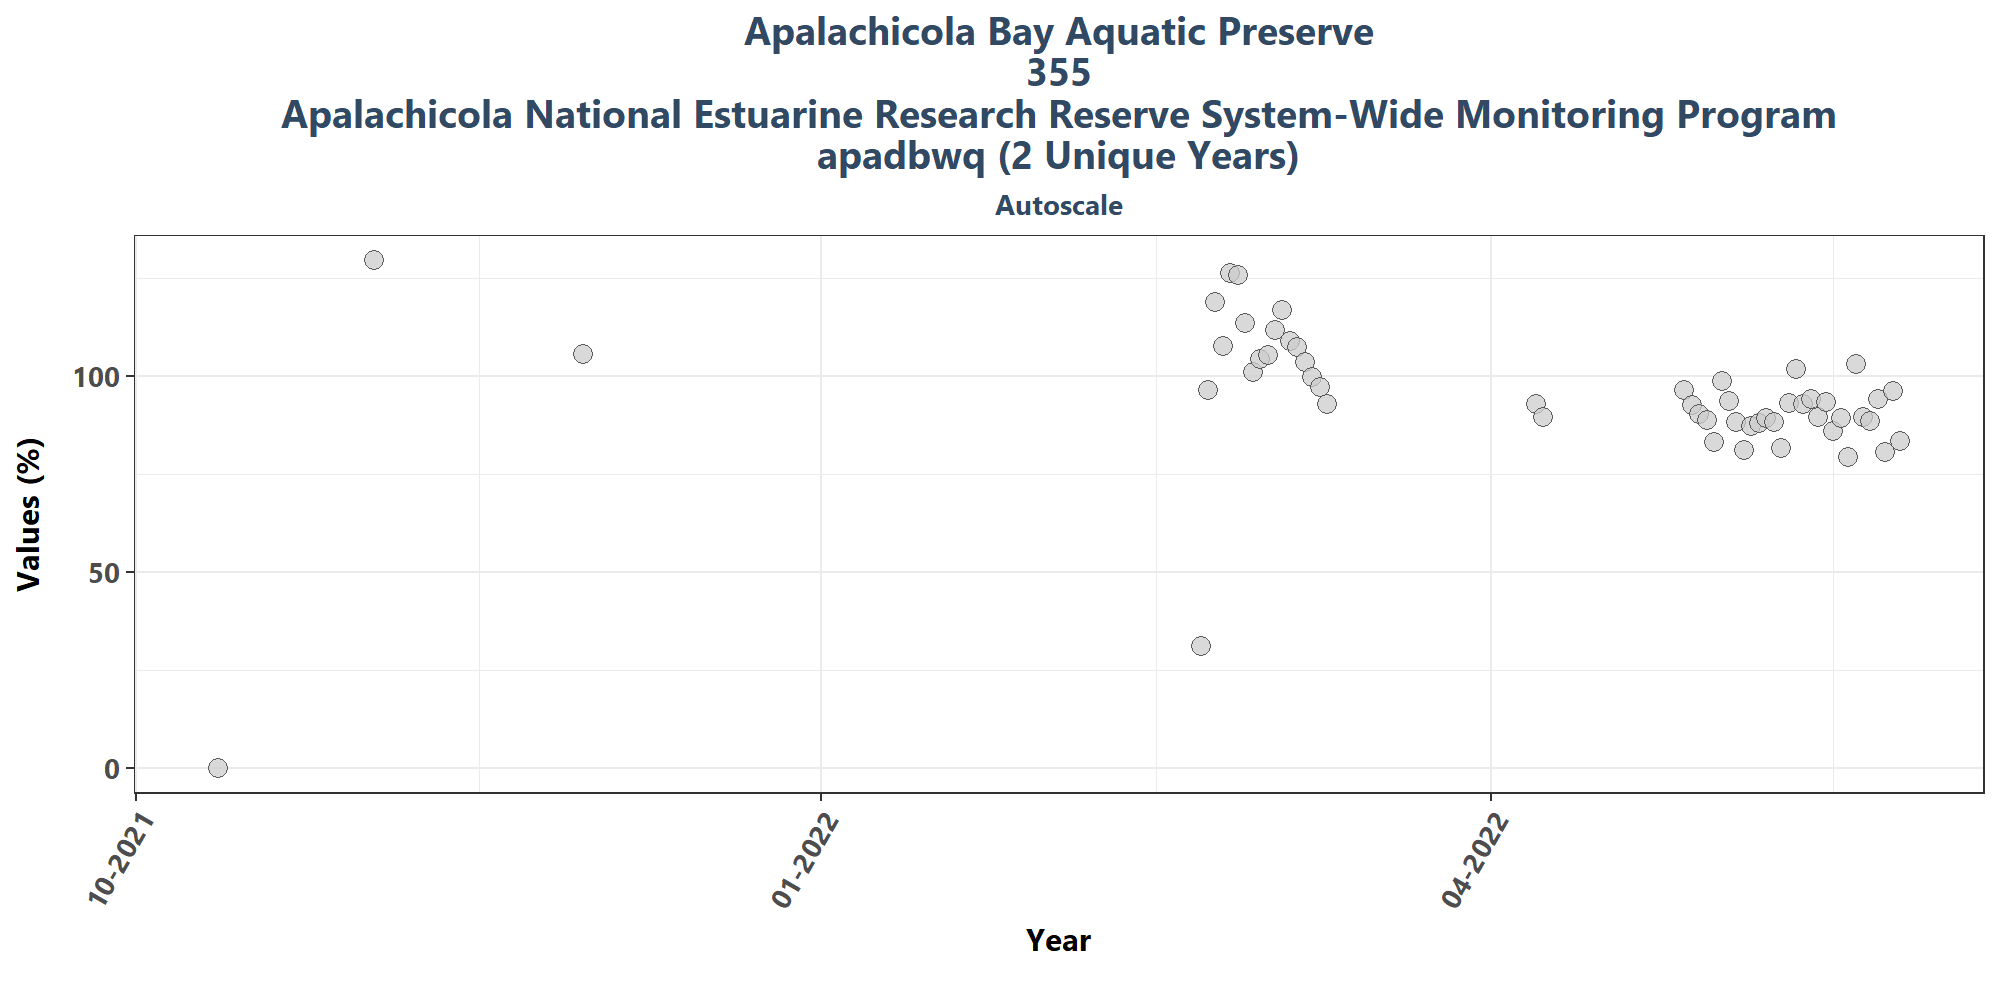 Apalachicola Bay Aquatic Preserve
355
Apalachicola National Estuarine Research Reserve System-Wide Monitoring Program
apadbwq (2 Unique Years)
Autoscale
Values (%)
100
50
0
10-2021
01-2022
04-2022
Year